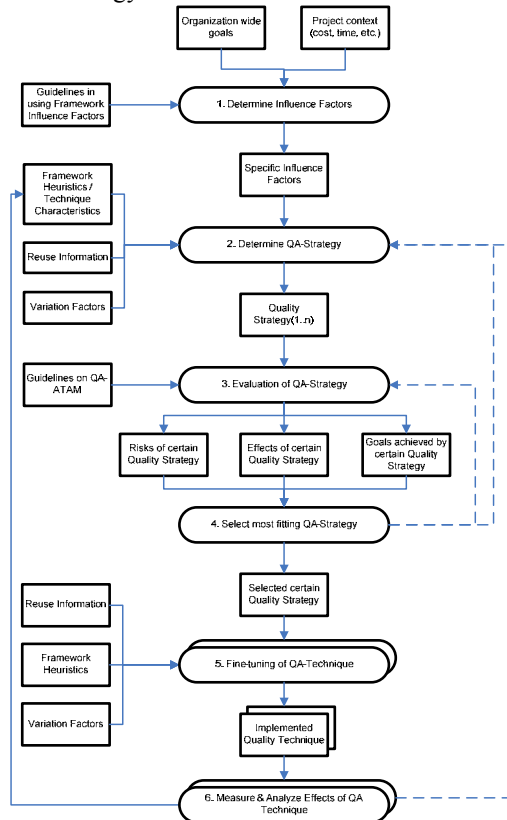 Organization wide
goals
Project context
(cost, time, etc.)
Guidelines in
using Framework
Influence Factors
1. Determine Influence Factors
Specific Influence
Factors
Framework
Heuristics /
Technique
Characteristics
Reuse Information
Variation Factors
2. Determine QA-Strategy
Quality
Strategy(1..n)
Guidelines on QA-
ATAM
3. Evaluation of QA-Strategy
Risks of certain
Quality Strategy
Effects of certain
Quality Strategy
Goals achieved by
certain Quality
Strategy
4. Select most fitting QA-Strategy
Selected certain
Quality Strategy
Reuse Information
Framework
Heuristics
Variation Factors
5. Fine-tuning of QA-Technique
Implemented
Quality Technique
6. Measure & Analyze Effects of QA
Technique